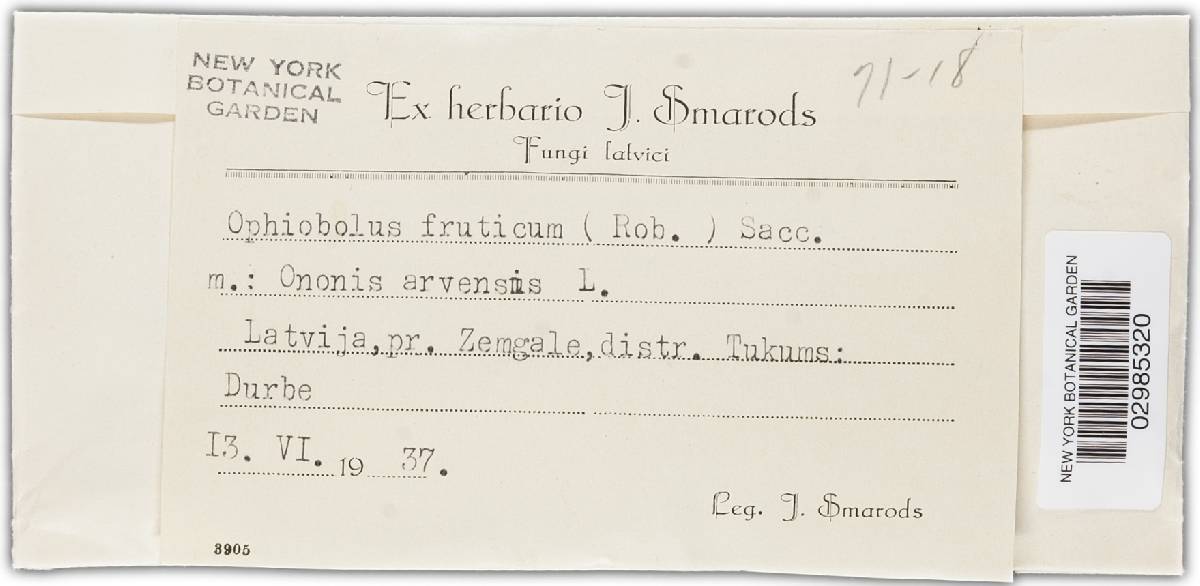 NEW YORK
BOTANICAL
GARDEN
71-18
Ex herbario J. Smarods
Fungi latvici
Ophiobolus fruticum ( Rob. ) Sacc.
m.: Ononis arvensis L.
Latvija, pr. Zemgale, distr. Tukums:
Durbe
I3. VI. 19 37.
Leg. J. Smarods
3905
NEW YORK BOTANICAL GARDEN
02985320